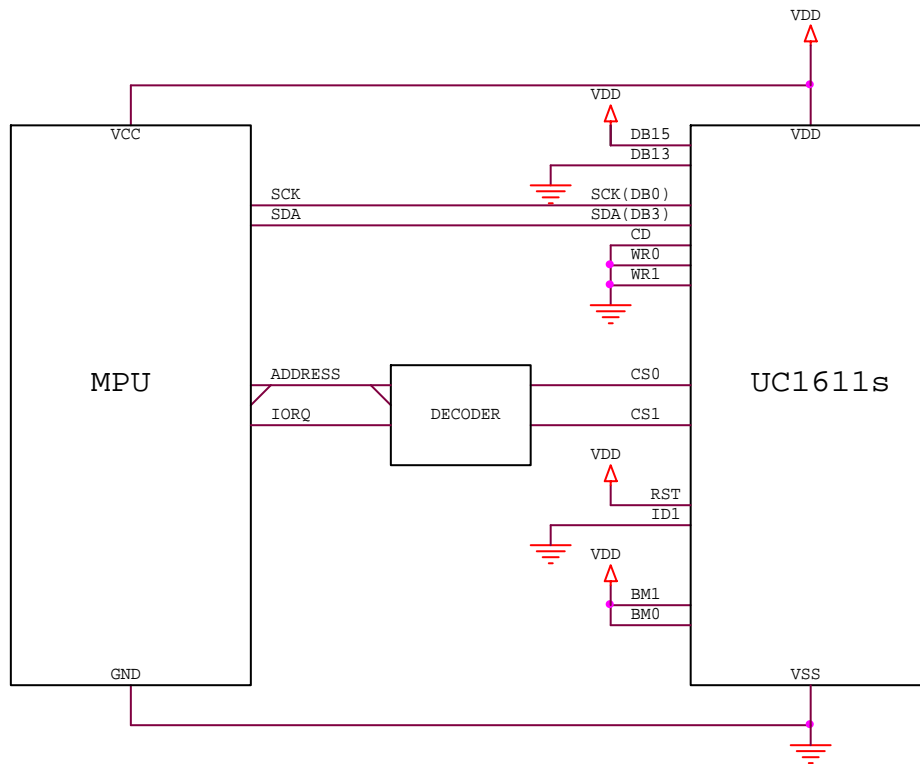 VDD
VCC
VDD
VDD
DB15
DB13
SCK
SCK(DB0)
SDA
SDA(DB3)
CD
WR0
WR1
MPU
ADDRESS
CS0
UC1611s
DECODER
IORQ
CS1
VDD
RST
ID1
VDD
BM1
BM0
GND
VSS